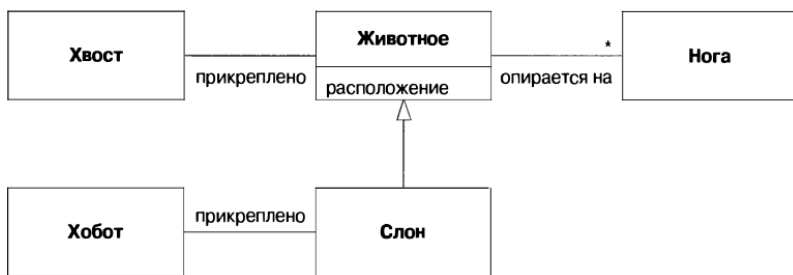 Хвост
прикреплено
Животное
расположение
*
опирается на
Нога
Хобот
прикреплено
Слон